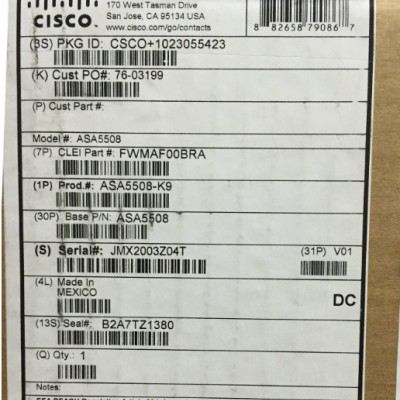 170 West Tasman Drive
San Jose, CA 95134 USA
www.cisco.com/go/contacts
CISCO
8 82658 79086 7
(3S) PKG ID: CSCO+1023055423
(K) Cust PO#: 76-03199
(P) Cust Part #:
Model #: ASA5508
(7P) CLEI Part #: FWMAF00BRA
(1P) Prod.#: ASA5508-K9
(30P) Base P/N: ASA5508
(S) Serial#: JMX2003Z04T
(31P) V01
(4L) Made In
MEXICO
DC
(13S) Seal#: B2A7TZ1380
(Q) Qty.: 1
Notes: